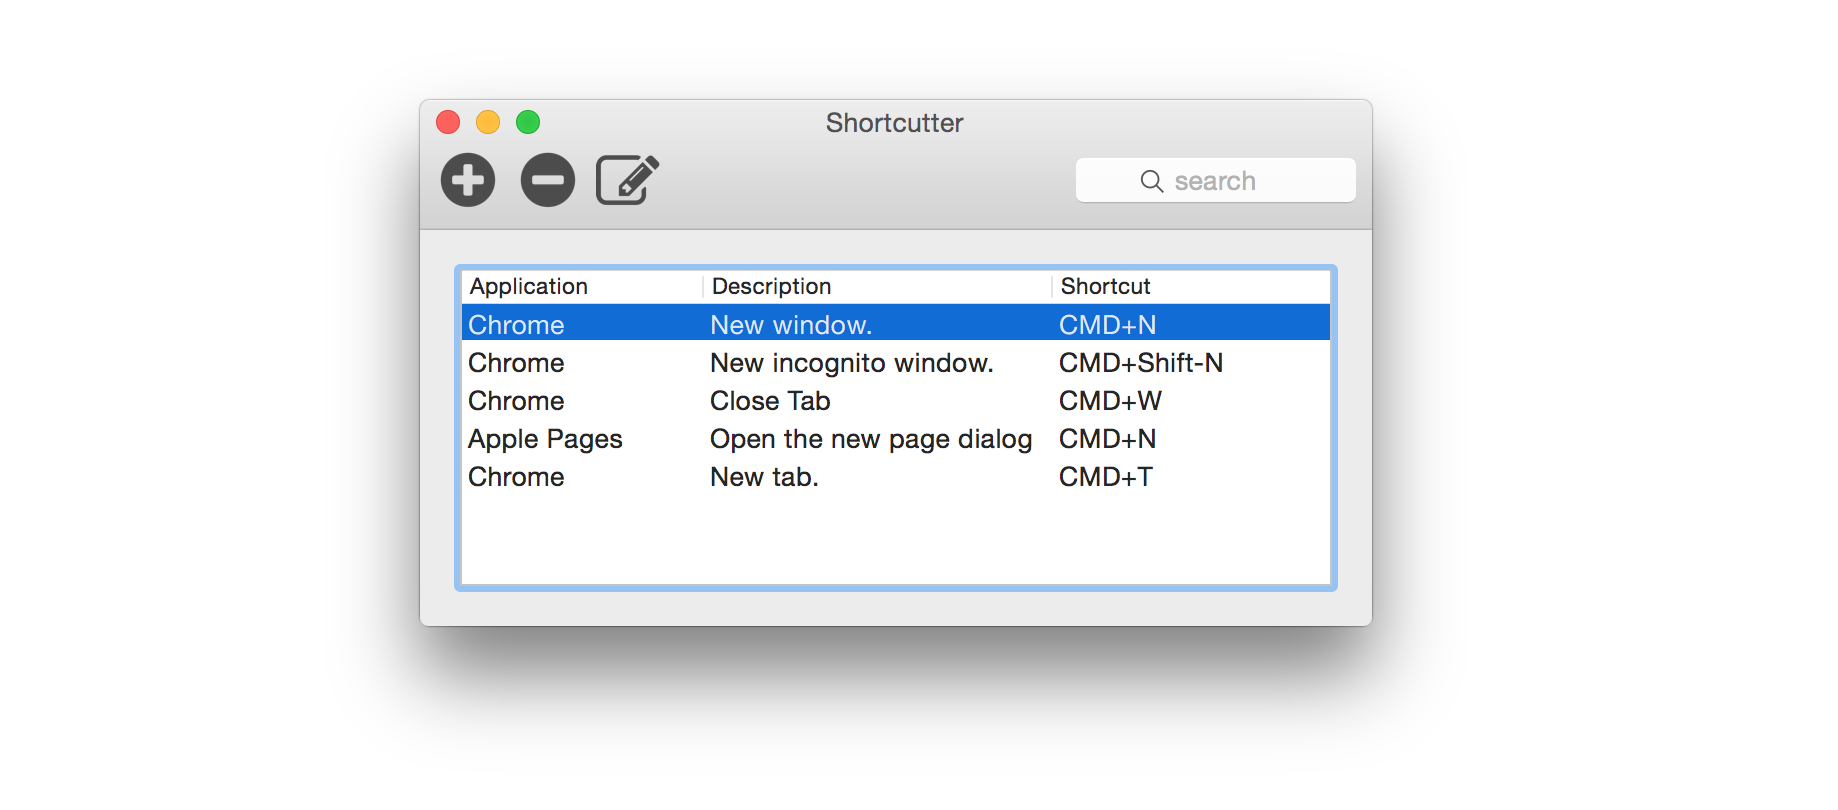 Shortcutter
search
Application Description Shortcut
Chrome New window. CMD+N
Chrome New incognito window. CMD+Shift-N
Chrome Close Tab CMD+W
Apple Pages Open the new page dialog CMD+N
Chrome New tab. CMD+T